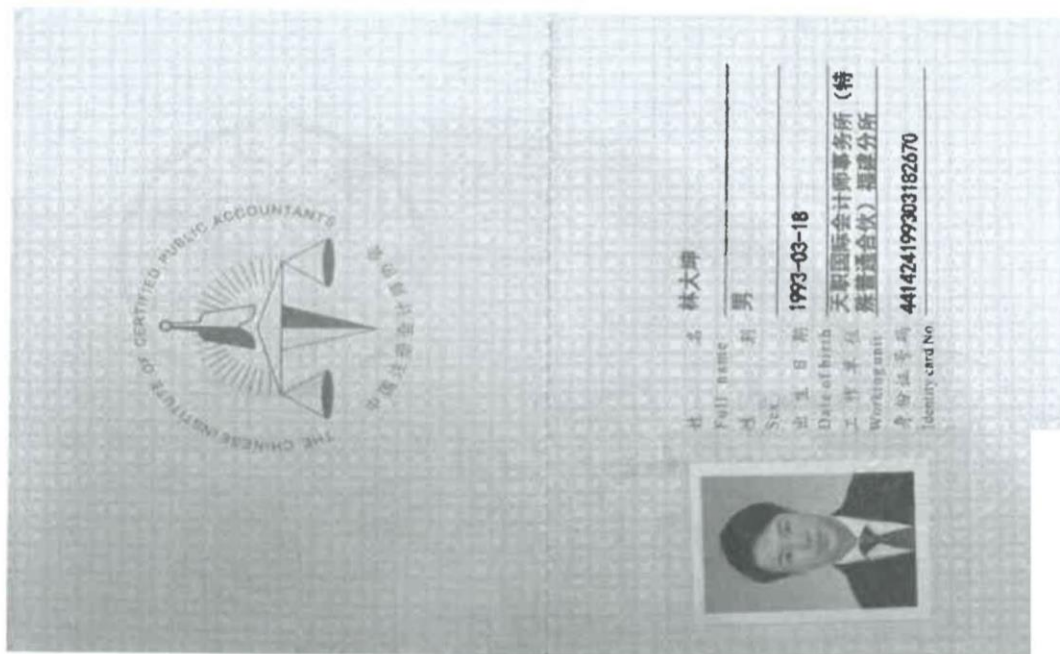 THE CHINESE INSTITUTE OF CERTIFIED PUBLIC ACCOUNTANTS
中国注册会计师协会
姓 名 林大坤
Full name
性 别 男
Sex
出 生 日 期 1993-03-18
Date of birth
工 作 单 位 天职国际会计师事务所（特
殊普通合伙）福建分所
Working unit
身份证号码 441424199303182670
Identity card No